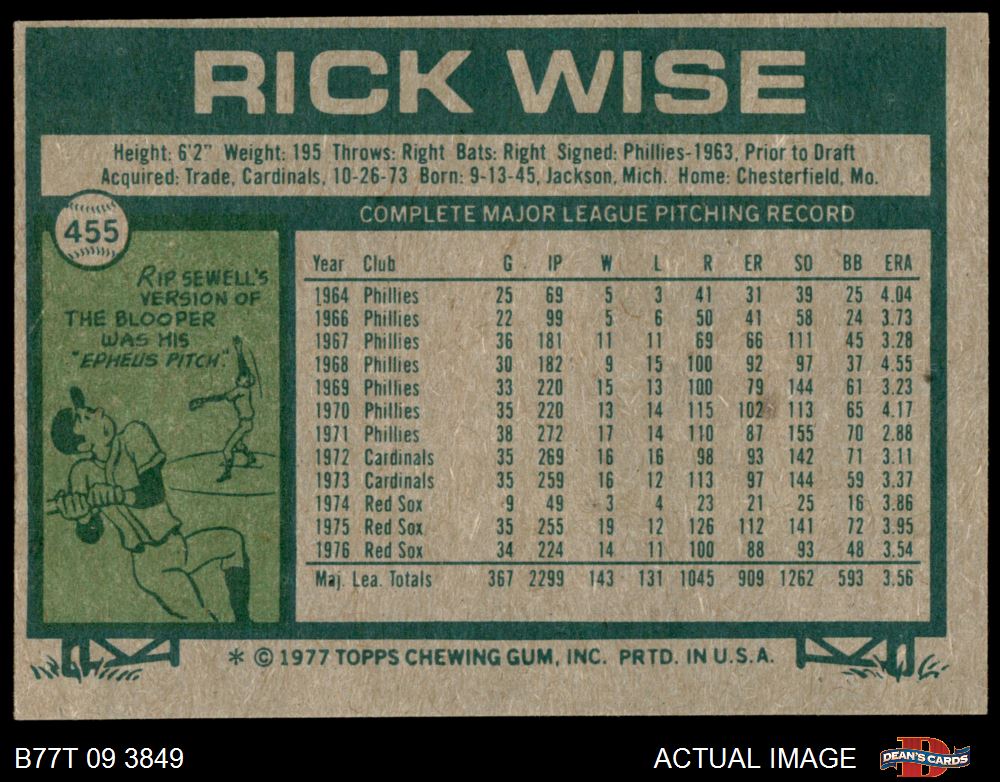 RICK WISE
Height: 6'2" Weight: 195 Throws: Right Bats: Right Signed: Phillies-1963, Prior to Draft
Acquired: Trade, Cardinals, 10-26-73 Born: 9-13-45, Jackson, Mich. Home: Chesterfield, Mo.
455
RIP SEWELL'S
VERSION OF
THE BLOOPER
WAS HIS
"EPHEUS PITCH".
COMPLETE MAJOR LEAGUE PITCHING RECORD
Year Club G IP W L R ER SO BB ERA
1964 Phillies 25 69 5 3 41 31 39 25 4.04
1966 Phillies 22 99 5 6 50 41 58 24 3.73
1967 Phillies 36 181 11 11 69 66 111 45 3.28
1968 Phillies 30 182 9 15 100 92 97 37 4.55
1969 Phillies 33 220 15 13 100 79 144 61 3.23
1970 Phillies 35 220 13 14 115 102 113 65 4.17
1971 Phillies 38 272 17 14 110 87 155 70 2.88
1972 Cardinals 35 269 16 16 98 93 142 71 3.11
1973 Cardinals 35 259 16 12 113 97 144 59 3.37
1974 Red Sox 9 49 3 4 23 21 25 16 3.86
1975 Red Sox 35 255 19 12 126 112 141 72 3.95
1976 Red Sox 34 224 14 11 100 88 93 48 3.54
Maj. Lea. Totals 367 2299 143 131 1045 909 1262 593 3.56
* © 1977 TOPPS CHEWING GUM, INC. PRTD. IN U.S.A.
B77T 09 3849
ACTUAL IMAGE
DEAN'S CARDS